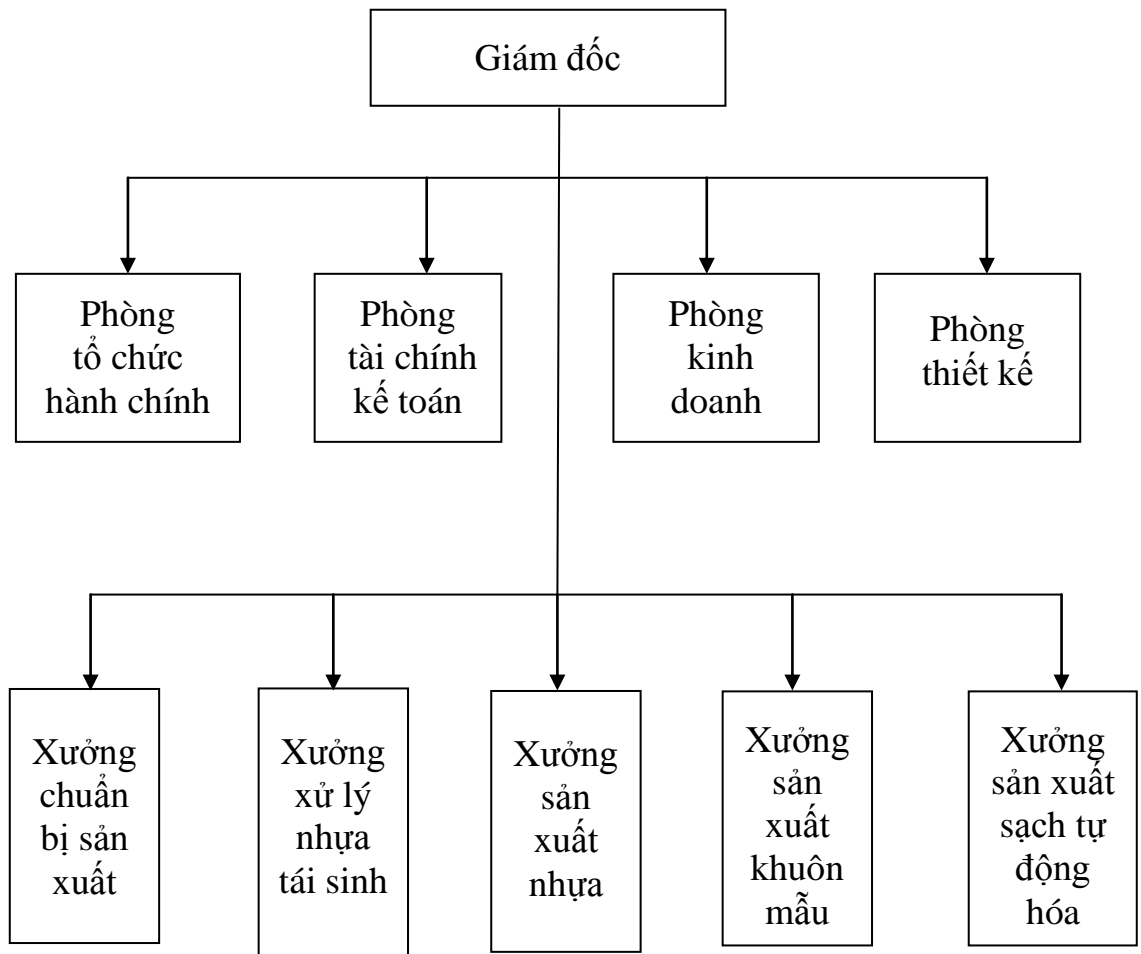 Giám đốc
Phòng
tổ chức
hành chính
Phòng
tài chính
kế toán
Phòng
kinh
doanh
Phòng
thiết kế
Xưởng
chuẩn
bị sản
xuất
Xưởng
xử lý
nhựa
tái sinh
Xưởng
sản
xuất
nhựa
Xưởng
sản
xuất
khuôn
mẫu
Xưởng
sản xuất
sạch tự
động
hóa